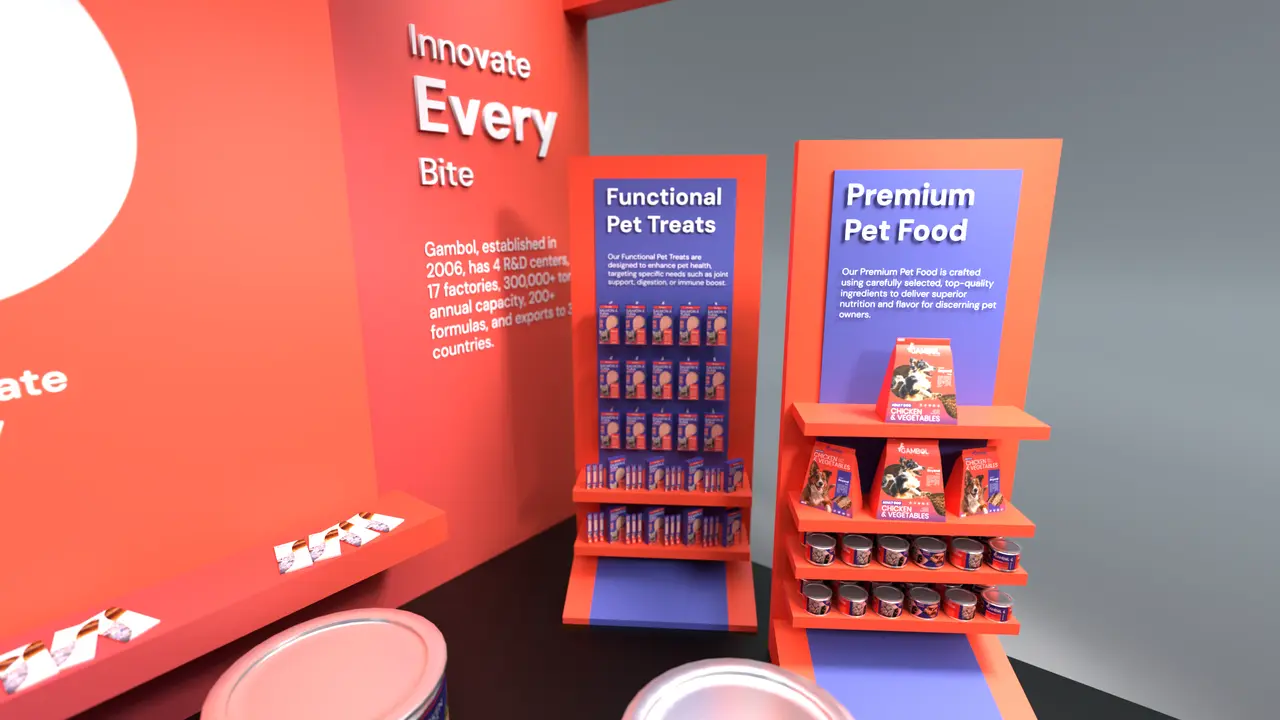 Innovate
Every
Bite
Gambol, established in
2006, has 4 R&D centers,
17 factories, 300,000+
annual capacity, 200+
formulas, and exports to
countries.
ate
Functional
Pet Treats
Our Functional Pet Treats are
designed to enhance pet health,
targeting specific needs such as joint
support, digestion, or immune boost.
Premium
Pet Food
Our Premium Pet Food is crafted
using carefully selected, top-quality
ingredients to deliver superior
nutrition and flavor for discerning pet
owners.
GAMBOL
CHICKEN
& VEGETABLES
CHICKEN
& VEGETABLES
GAMBOL
CHICKEN
& VEGETABLES
CHICKEN
& VEGETABLES